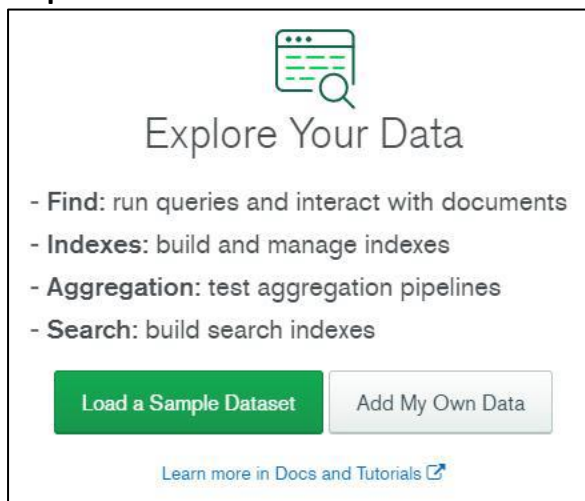 Explore Your Data
- Find: run queries and interact with documents
- Indexes: build and manage indexes
- Aggregation: test aggregation pipelines
- Search: build search indexes
Load a Sample Dataset Add My Own Data
Learn more in Docs and Tutorials